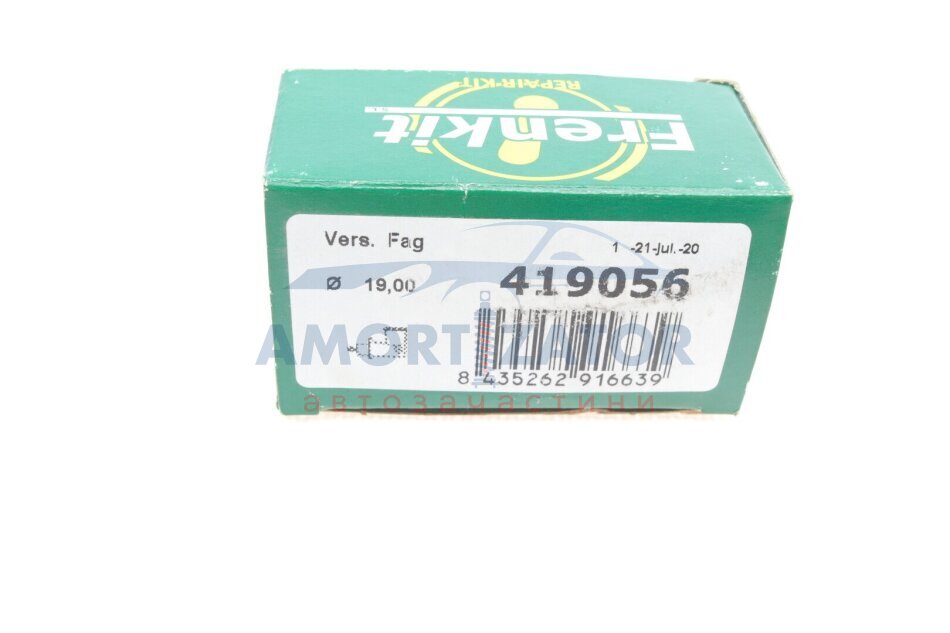 REPAIR·KIT
Frenkit
S.L.
Vers. Fag
1 -21-Jul.-20
Ø 19,00
419056
8 435262 916639
AMORTIZATOR
автозапчастини